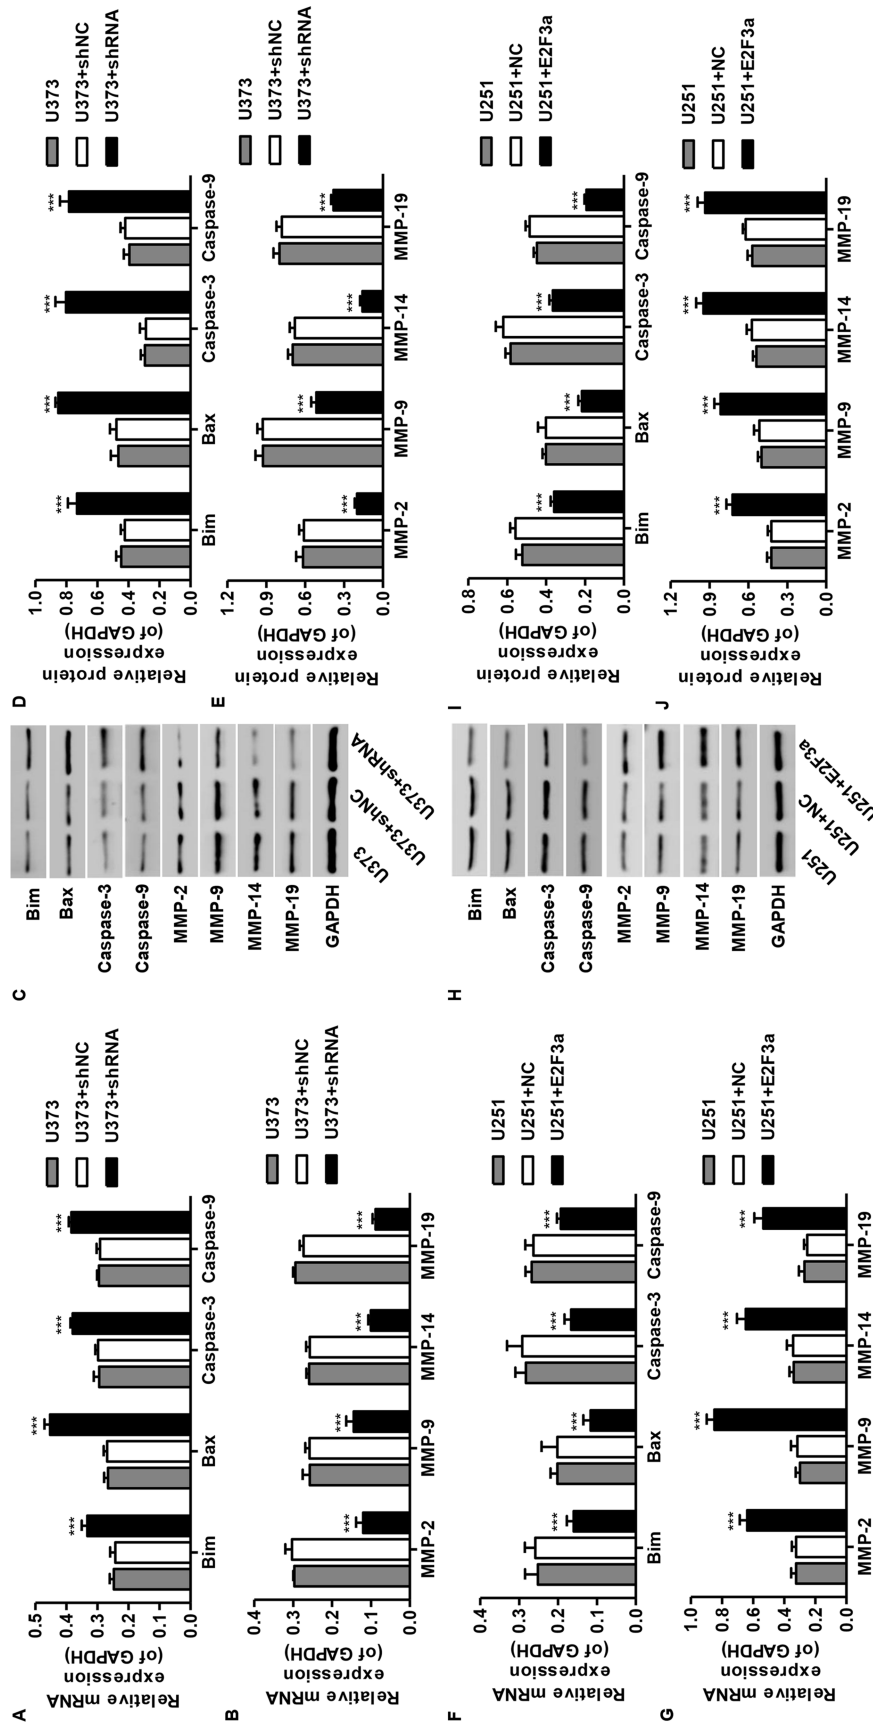 A
Relative mRNA
expression
(of GAPDH)
0.5
0.4
0.3
0.2
0.1
0.0
***
***
***
***
Bim
Bax
Caspase-3
Caspase-9
U373
U373+shNC
U373+shRNA
B
Relative mRNA
expression
(of GAPDH)
0.4
0.3
0.2
0.1
0.0
***
***
***
***
MMP-2
MMP-9
MMP-14
MMP-19
U373
U373+shNC
U373+shRNA
C
Bim
Bax
Caspase-3
Caspase-9
MMP-2
MMP-9
MMP-14
MMP-19
GAPDH
U373
U373+shNC
U373+shRNA
D
Relative protein
expression
(of GAPDH)
1.0
0.8
0.6
0.4
0.2
0.0
***
***
***
***
Bim
Bax
Caspase-3
Caspase-9
U373
U373+shNC
U373+shRNA
E
Relative protein
expression
(of GAPDH)
1.2
0.9
0.6
0.3
0.0
***
***
***
***
MMP-2
MMP-9
MMP-14
MMP-19
U373
U373+shNC
U373+shRNA
F
Relative mRNA
expression
(of GAPDH)
0.4
0.3
0.2
0.1
0.0
***
***
***
***
Bim
Bax
Caspase-3
Caspase-9
U251
U251+NC
U251+E2F3a
G
Relative mRNA
expression
(of GAPDH)
1.0
0.8
0.6
0.4
0.2
0.0
***
***
***
***
MMP-2
MMP-9
MMP-14
MMP-19
U251
U251+NC
U251+E2F3a
H
Bim
Bax
Caspase-3
Caspase-9
MMP-2
MMP-9
MMP-14
MMP-19
GAPDH
U251
U251+NC
U251+E2F3a
I
Relative protein
expression
(of GAPDH)
0.8
0.6
0.4
0.2
0.0
***
***
***
***
Bim
Bax
Caspase-3
Caspase-9
U251
U251+NC
U251+E2F3a
J
Relative protein
expression
(of GAPDH)
1.2
0.9
0.6
0.3
0.0
***
***
***
***
MMP-2
MMP-9
MMP-14
MMP-19
U251
U251+NC
U251+E2F3a